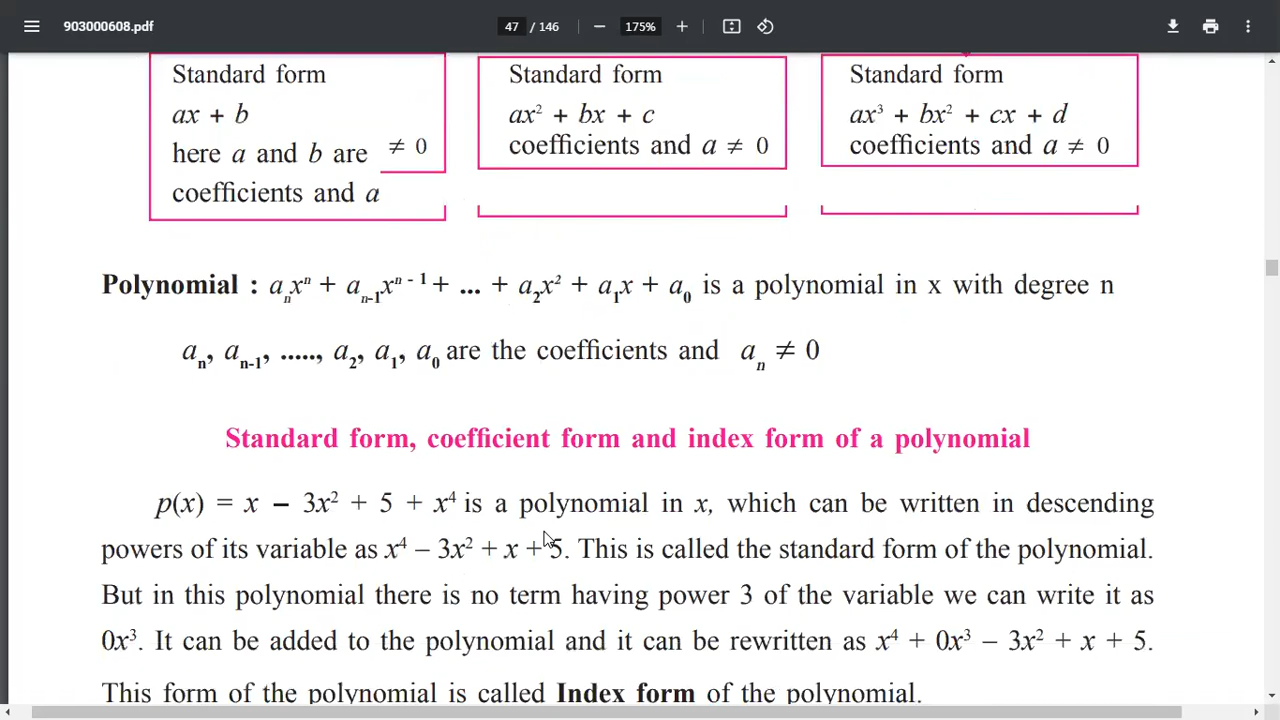 903000608.pdf 47 / 146 175%
Standard form Standard form Standard form
ax + b ax² + bx + c ax³ + bx² + cx + d
here a and b are ≠ 0 coefficients and a ≠ 0 coefficients and a ≠ 0
coefficients and a
Polynomial : aₙxⁿ + aₙ₋₁xⁿ ⁻ ¹ + ... + a₂x² + a₁x + a₀ is a polynomial in x with degree n
aₙ, aₙ₋₁, ....., a₂, a₁, a₀ are the coefficients and aₙ ≠ 0
Standard form, coefficient form and index form of a polynomial
p(x) = x – 3x² + 5 + x⁴ is a polynomial in x, which can be written in descending
powers of its variable as x⁴ – 3x² + x + 5. This is called the standard form of the polynomial.
But in this polynomial there is no term having power 3 of the variable we can write it as
0x³. It can be added to the polynomial and it can be rewritten as x⁴ + 0x³ – 3x² + x + 5.
This form of the polynomial is called Index form of the polynomial.